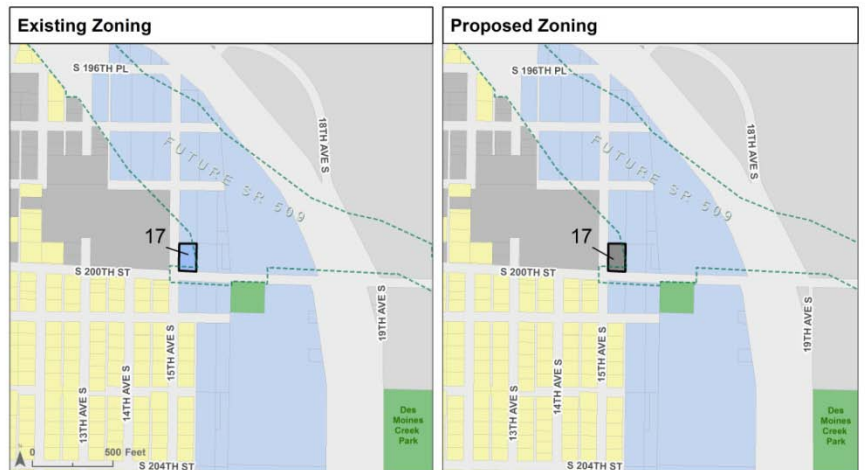 Existing Zoning
S 196TH PL
18TH AVE S
FUTURE SR 509
17
S 200TH ST
19TH AVE S
15TH AVE S
14TH AVE S
13TH AVE S
Des
Moines
Creek
Park
N
0 500 Feet
S 204TH ST
Proposed Zoning
S 196TH PL
18TH AVE S
FUTURE SR 509
17
S 200TH ST
19TH AVE S
15TH AVE S
14TH AVE S
13TH AVE S
Des
Moines
Creek
Park
S 204TH ST